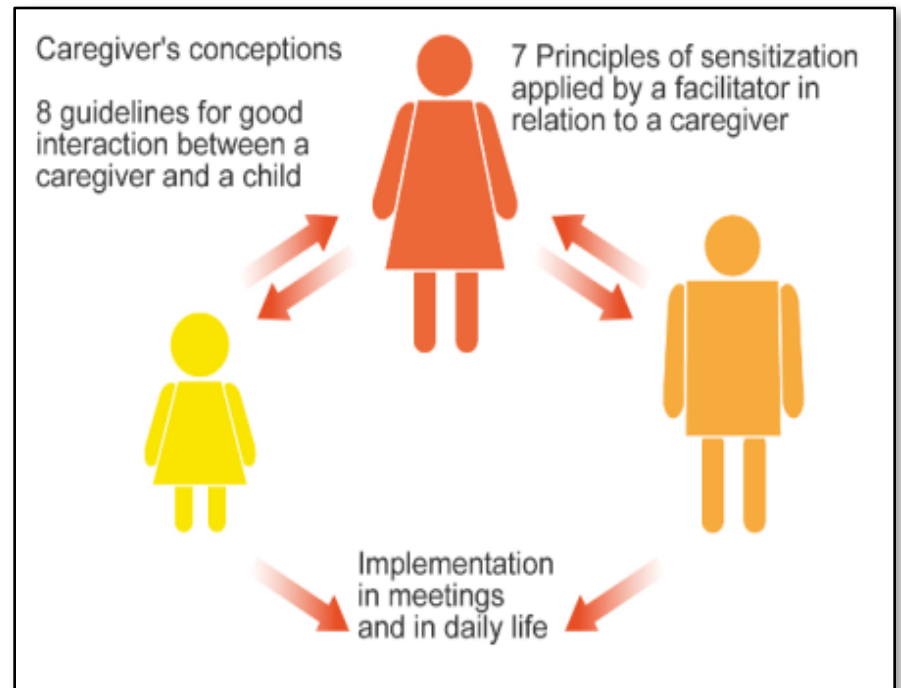 Caregiver's conceptions
8 guidelines for good
interaction between a
caregiver and a child
7 Principles of sensitization
applied by a facilitator in
relation to a caregiver
Implementation
in meetings
and in daily life